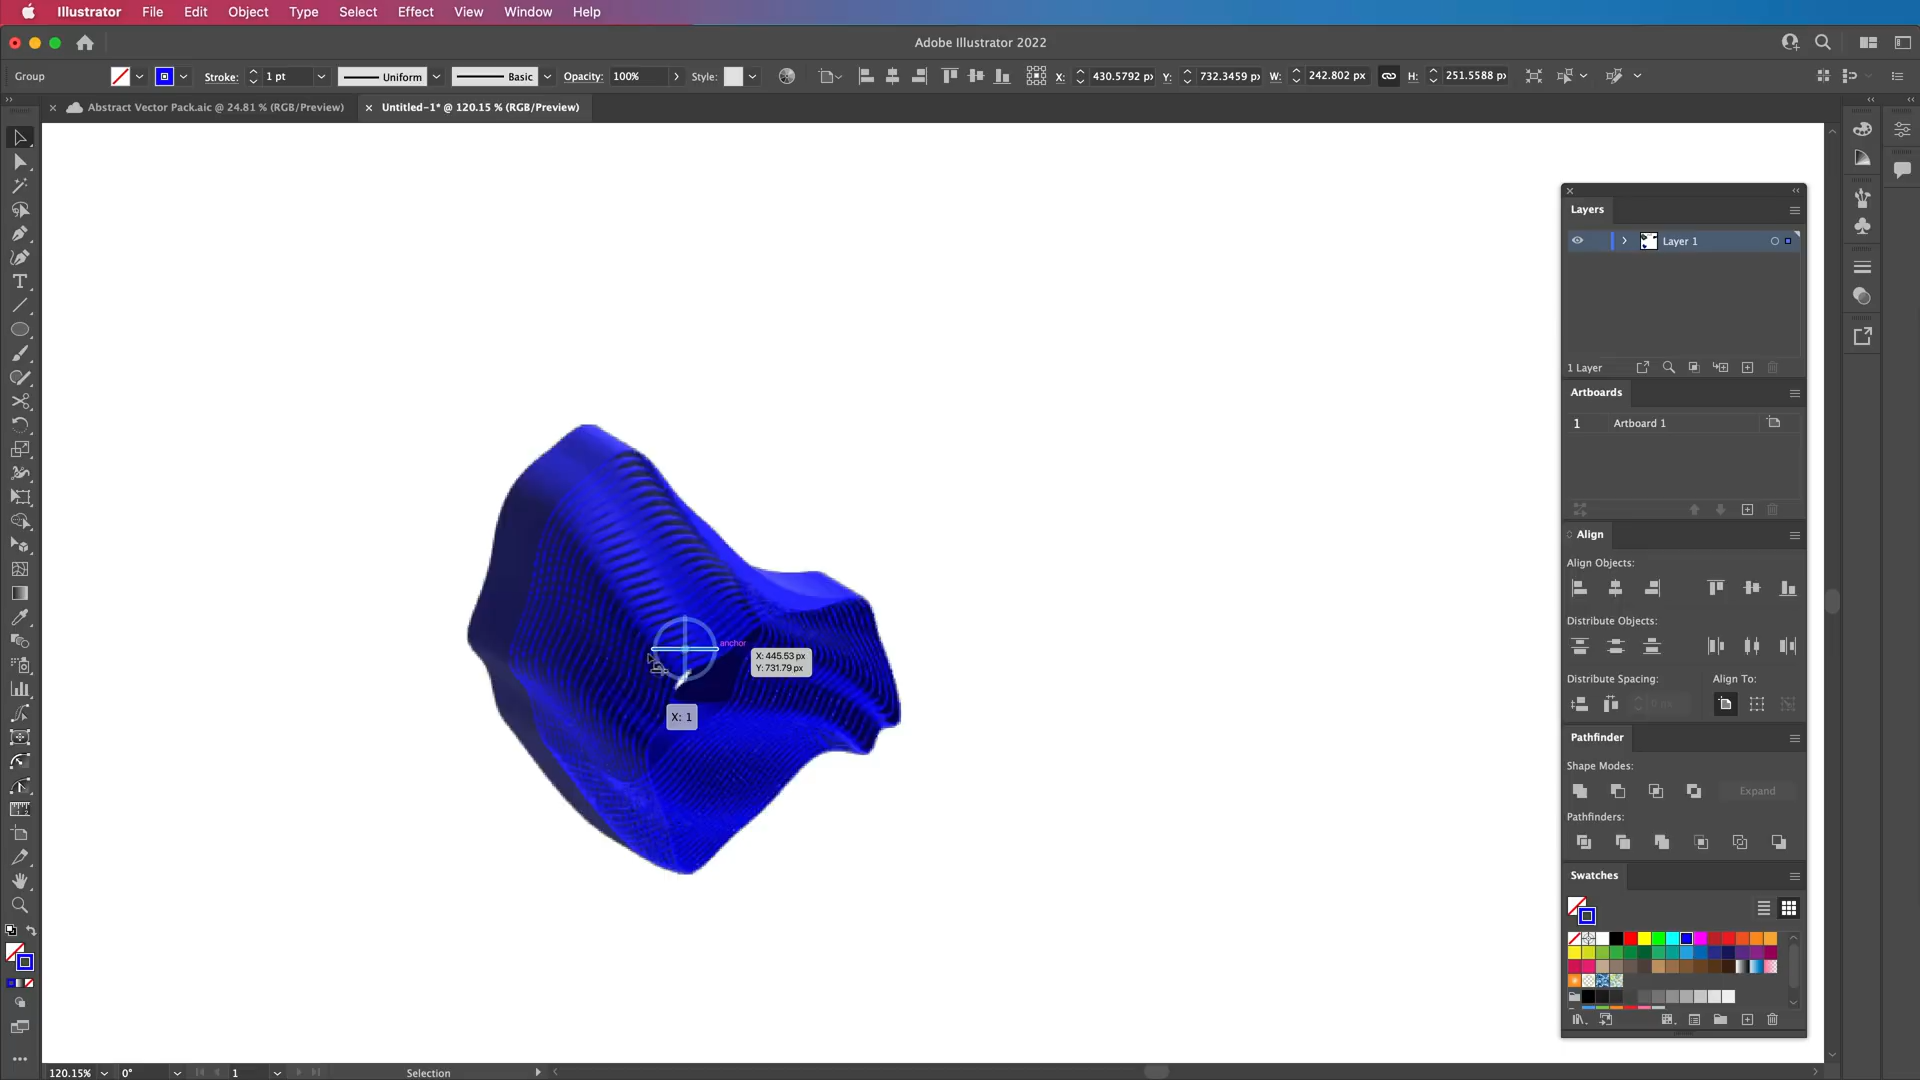 Illustrator File Edit Object Type Select Effect View Window Help
Adobe Illustrator 2022
Group Stroke: 1 pt Uniform Basic Opacity: 100% Style: X: 430.5792 px Y: 732.3459 px W: 242.802 px H: 251.5588 px
Abstract Vector Pack.aic @ 24.81 % (RGB/Preview) Untitled-1* @ 120.15 % (RGB/Preview)
Layers
Layer 1
1 Layer
Artboards
1 Artboard 1
Align
Align Objects:
Distribute Objects:
anchor
X: 445.53 px
Y: 731.79 px
Distribute Spacing: Align To:
X: 1
Pathfinder
Shape Modes:
Expand
Pathfinders:
Swatches
120.15% 0° 1 Selection